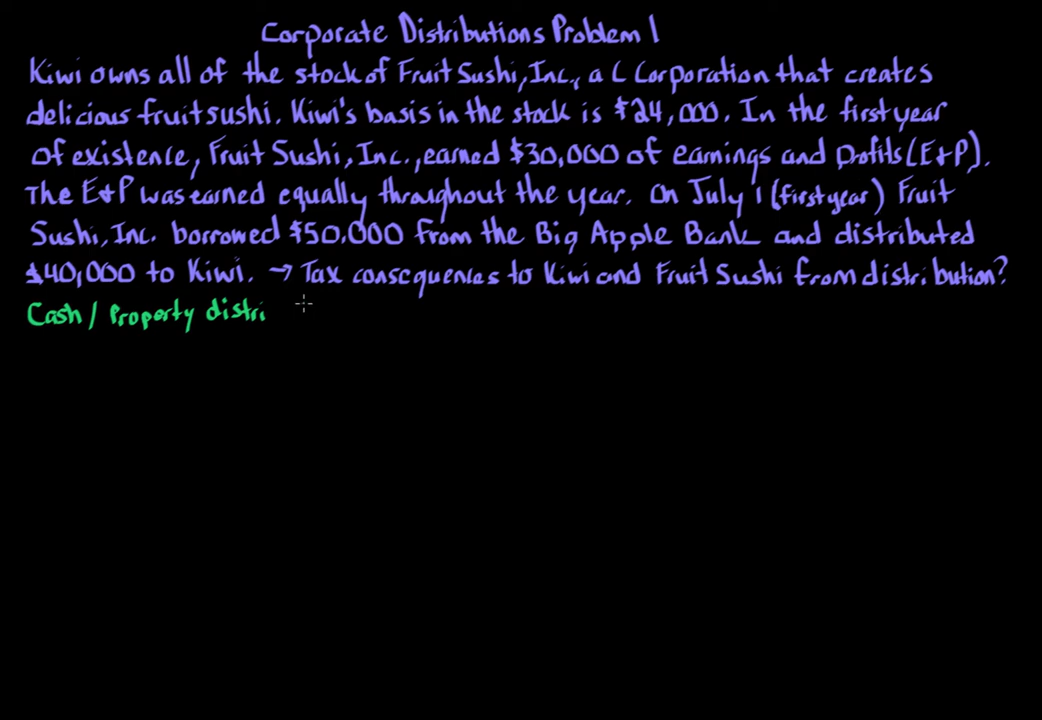 Corporate Distributions Problem 1
Kiwi owns all of the stock of Fruit Sushi, Inc., a C Corporation that creates
delicious fruit sushi. Kiwi's basis in the stock is $24,000. In the first year
of existence, Fruit Sushi, Inc., earned $30,000 of earnings and Profits (E+P).
The E+P was earned equally throughout the year. On July 1 (first year) Fruit
Sushi, Inc. borrowed $50,000 from the Big Apple Bank and distributed
$40,000 to Kiwi. → Tax consequences to Kiwi and Fruit Sushi from distribution?
Cash / Property distri